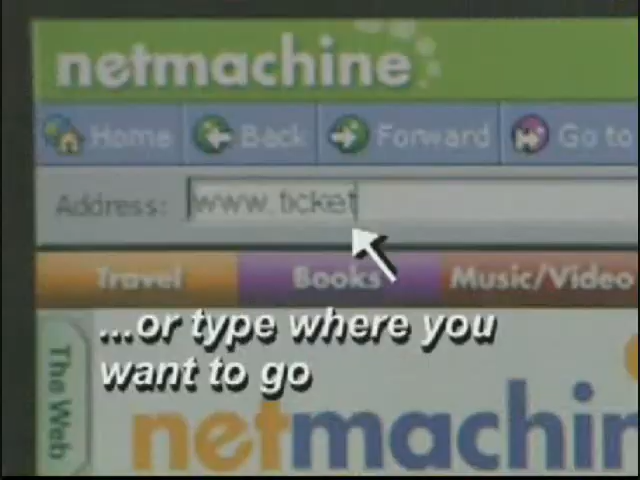 netmachine
Home Back Forward Go to
Address: www.ticket
Travel Books Music/Video
...or type where you
want to go
The Web
netmachin